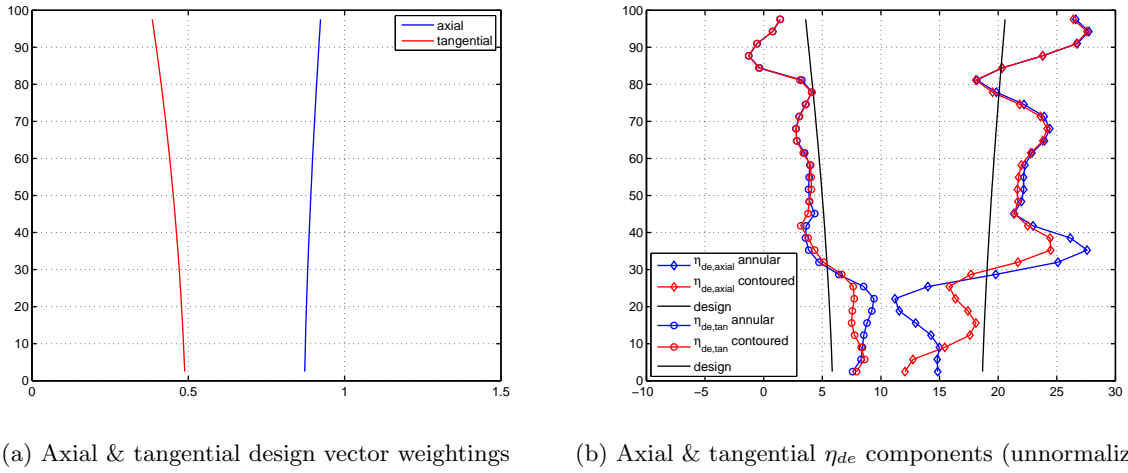 100
90
80
70
60
50
40
30
20
10
0
0 0.5 1 1.5
axial
tangential
(a) Axial & tangential design vector weightings
100
90
80
70
60
50
40
30
20
10
0
−10 −5 0 5 10 15 20 25 30
η_de,axial annular
η_de,axial contoured
design
η_de,tan annular
η_de,tan contoured
design
(b) Axial & tangential η_de components (unnormaliz